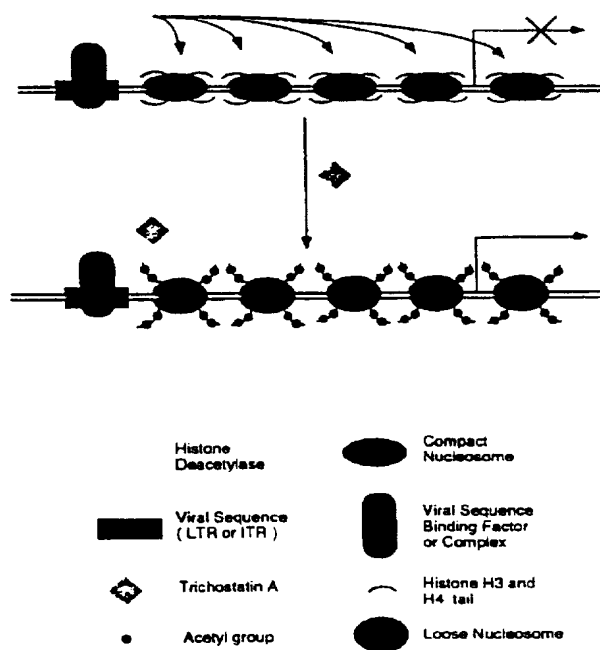 Histone
Deacetylase
Compact
Nucleosome
Viral Sequence
( LTR or ITR )
Viral Sequence
Binding Factor
or Complex
Trichostatin A
Histone H3 and
H4 tail
Acetyl group
Loose Nucleosome